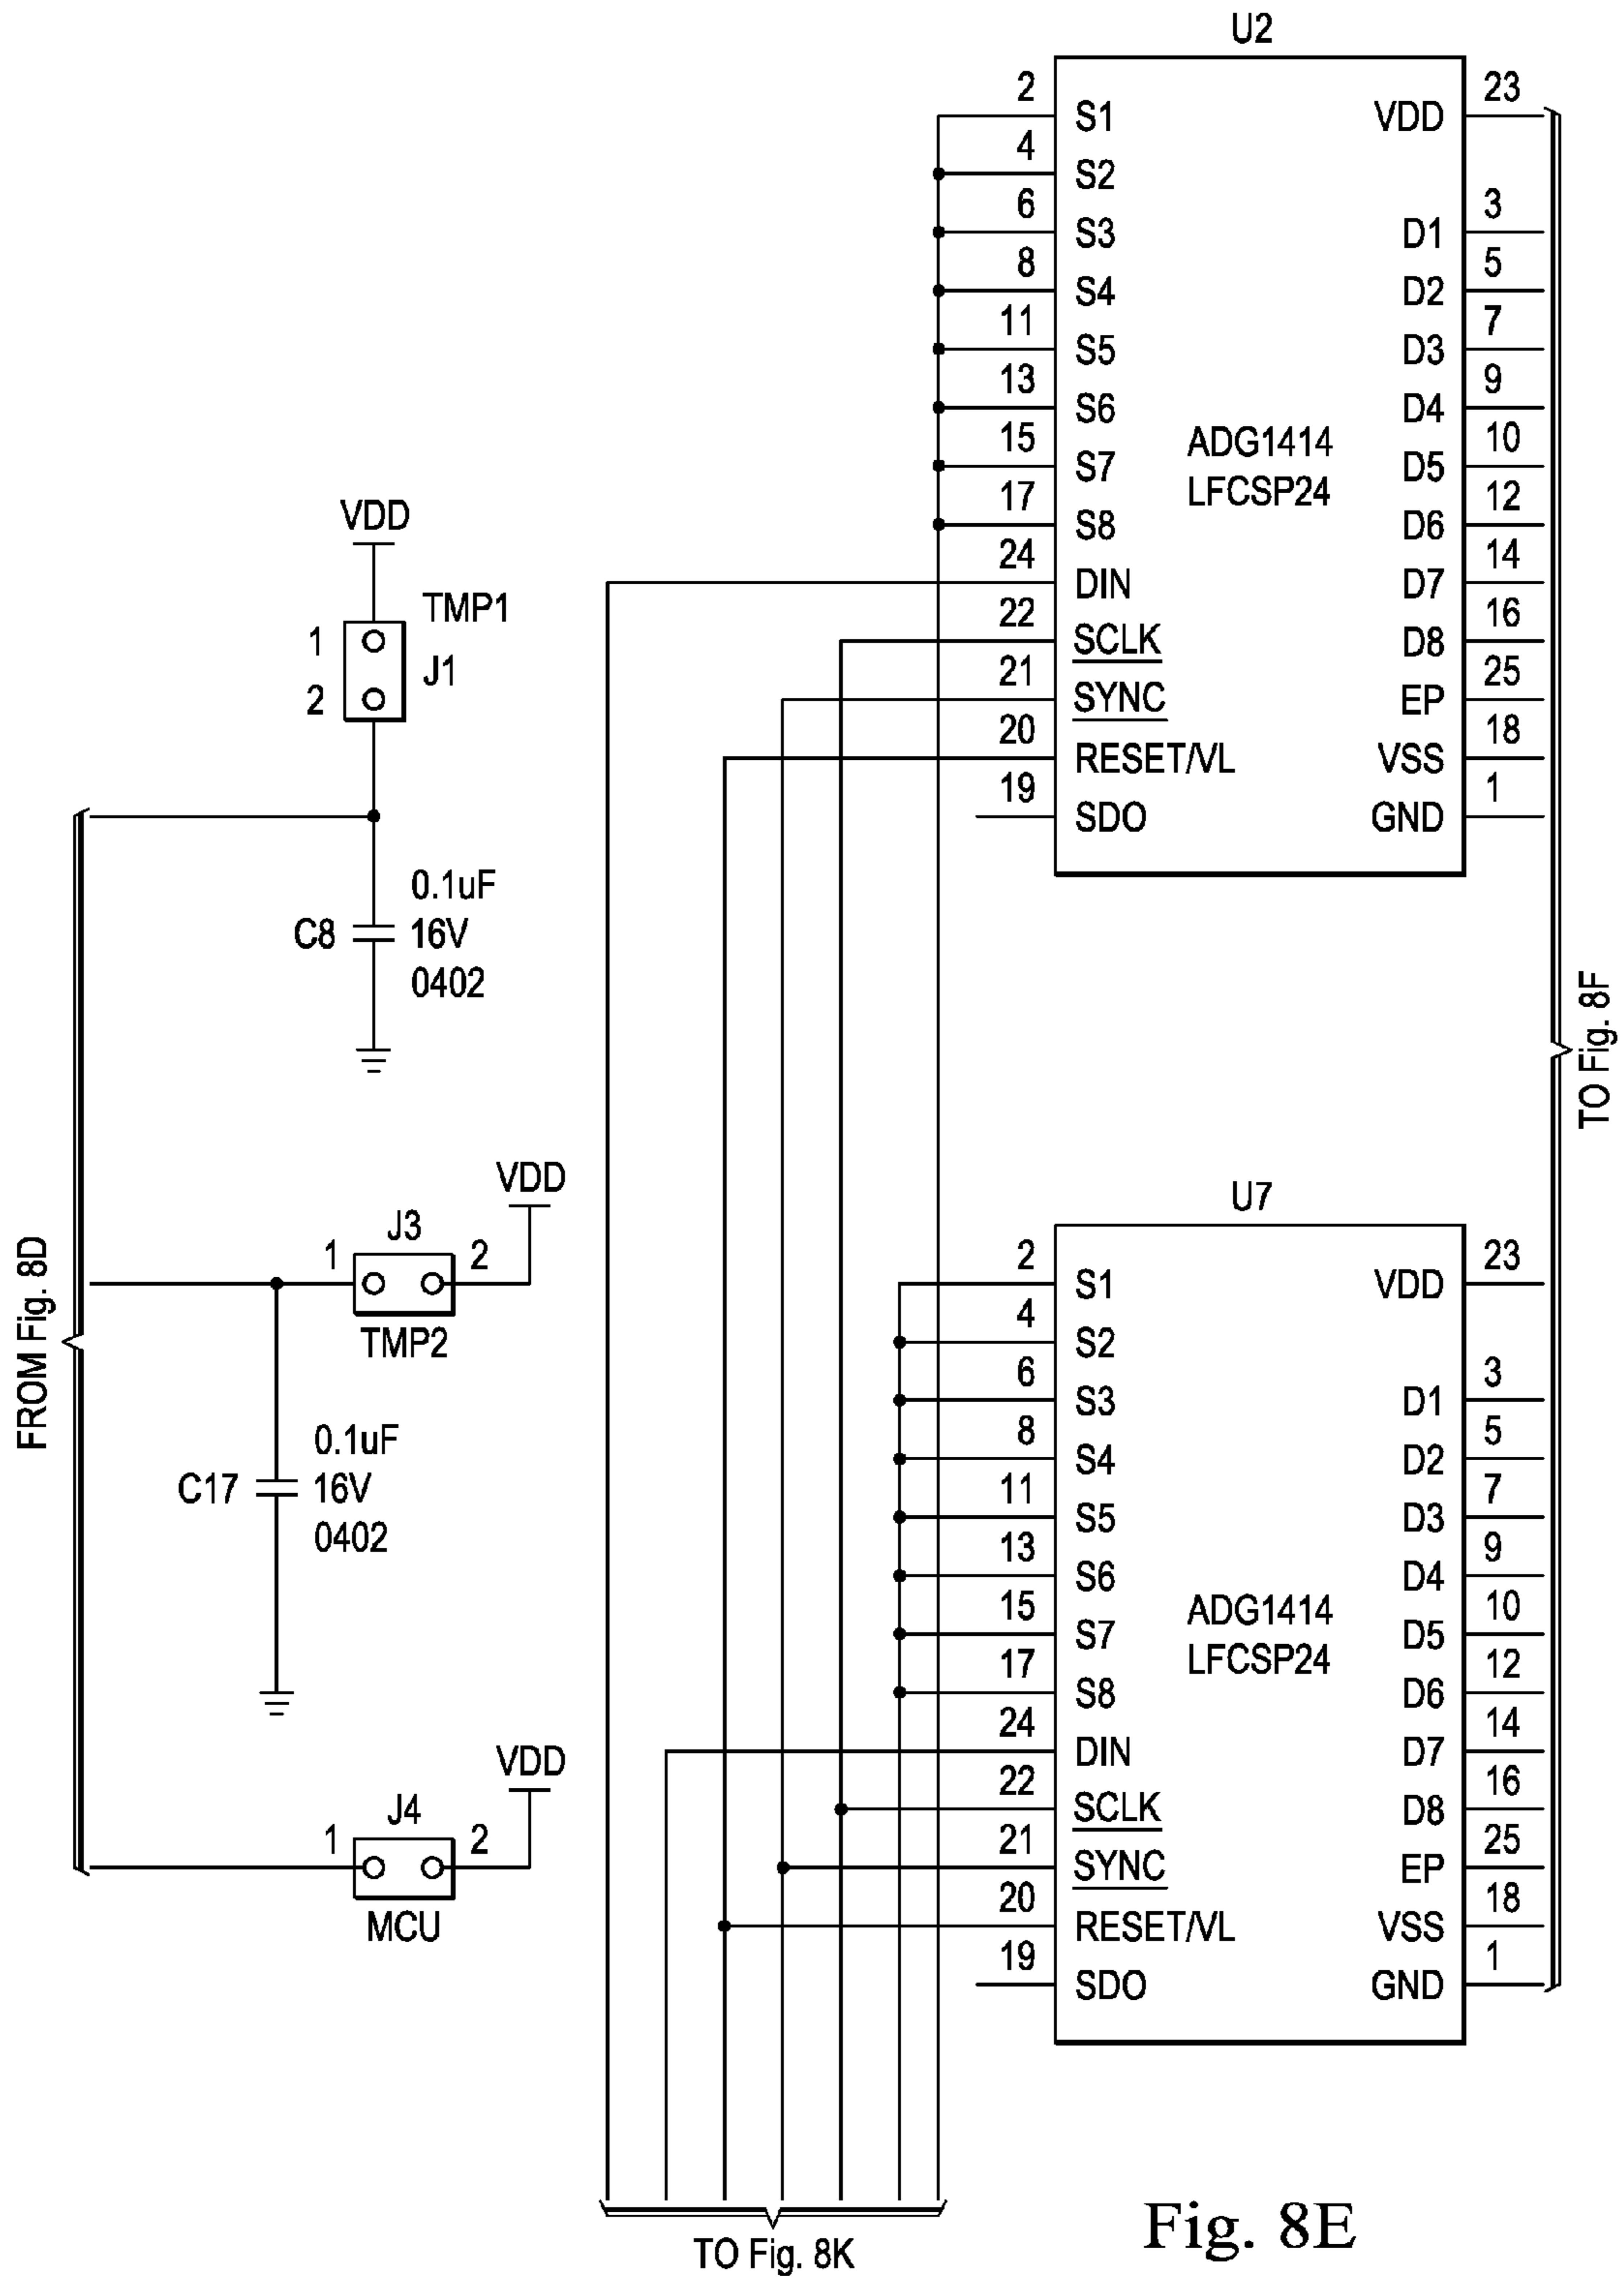 U2
2 S1 VDD 23
4 S2
6 S3 D1 3
8 S4 D2 5
11 S5 D3 7
13 S6 D4 9
15 S7 D5 10
17 S8 D6 12
24 DIN D7 14
22 SCLK D8 16
21 SYNC EP 25
20 RESET/VL VSS 18
19 SDO GND 1
ADG1414
LFCSP24
VDD
TMP1
1
J1
2
0.1uF
C8 16V
0402
VDD
J3
1 2
TMP2
0.1uF
C17 16V
0402
VDD
J4
1 2
MCU
FROM Fig. 8D
TO Fig. 8F
U7
2 S1 VDD 23
4 S2
6 S3 D1 3
8 S4 D2 5
11 S5 D3 7
13 S6 D4 9
15 S7 D5 10
17 S8 D6 12
24 DIN D7 14
22 SCLK D8 16
21 SYNC EP 25
20 RESET/VL VSS 18
19 SDO GND 1
ADG1414
LFCSP24
TO Fig. 8K
Fig. 8E